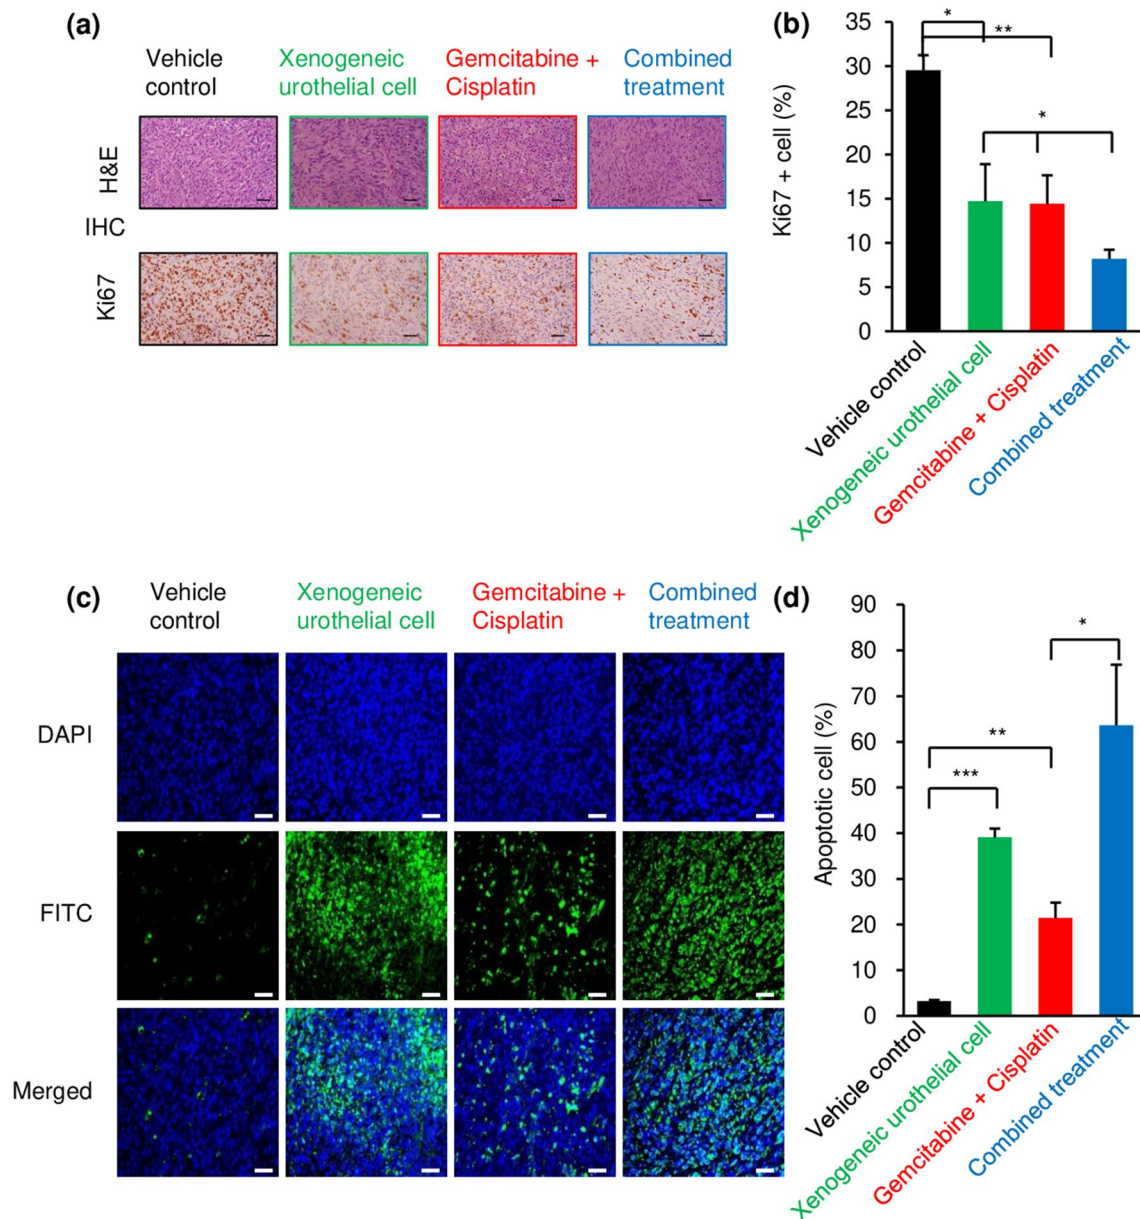 (a)
Vehicle
control
Xenogeneic
urothelial cell
Gemcitabine +
Cisplatin
Combined
treatment
H&E
IHC
Ki67
(b)
Ki67 + cell (%)
35
30
25
20
15
10
5
0
*
**
*
Vehicle control
Xenogeneic urothelial cell
Gemcitabine + Cisplatin
Combined treatment
(c)
Vehicle
control
Xenogeneic
urothelial cell
Gemcitabine +
Cisplatin
Combined
treatment
DAPI
FITC
Merged
(d)
Apoptotic cell (%)
90
80
70
60
50
40
30
20
10
0
*
**
***
Vehicle control
Xenogeneic urothelial cell
Gemcitabine + Cisplatin
Combined treatment